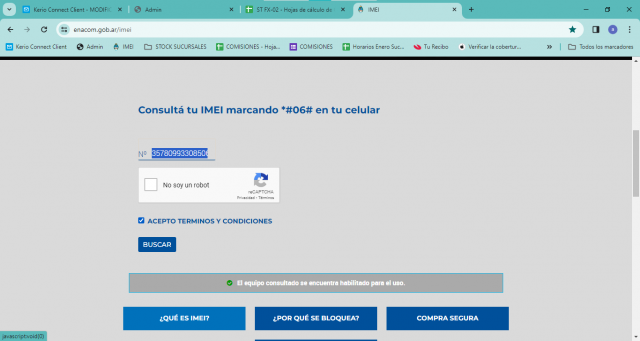 Kerio Connect Client - MODIFIC
Admin
ST FX-02 - Hojas de cálculo de
IMEI
enacom.gob.ar/imei
Kerio Connect Client
Admin
IMEI
STOCK SUCURSALES
COMISIONES - Hoja...
COMISIONES
Horarios Enero Suc...
Tu Recibo
Verificar la cobertur...
Todos los marcadores
Consultá tu IMEI marcando *#06# en tu celular
Nº 35780993308508
No soy un robot
reCAPTCHA
Privacidad - Términos
ACEPTO TERMINOS Y CONDICIONES
BUSCAR
El equipo consultado se encuentra habilitado para el uso.
¿QUÉ ES IMEI?
¿POR QUÉ SE BLOQUEA?
COMPRA SEGURA
javascript:void(0)